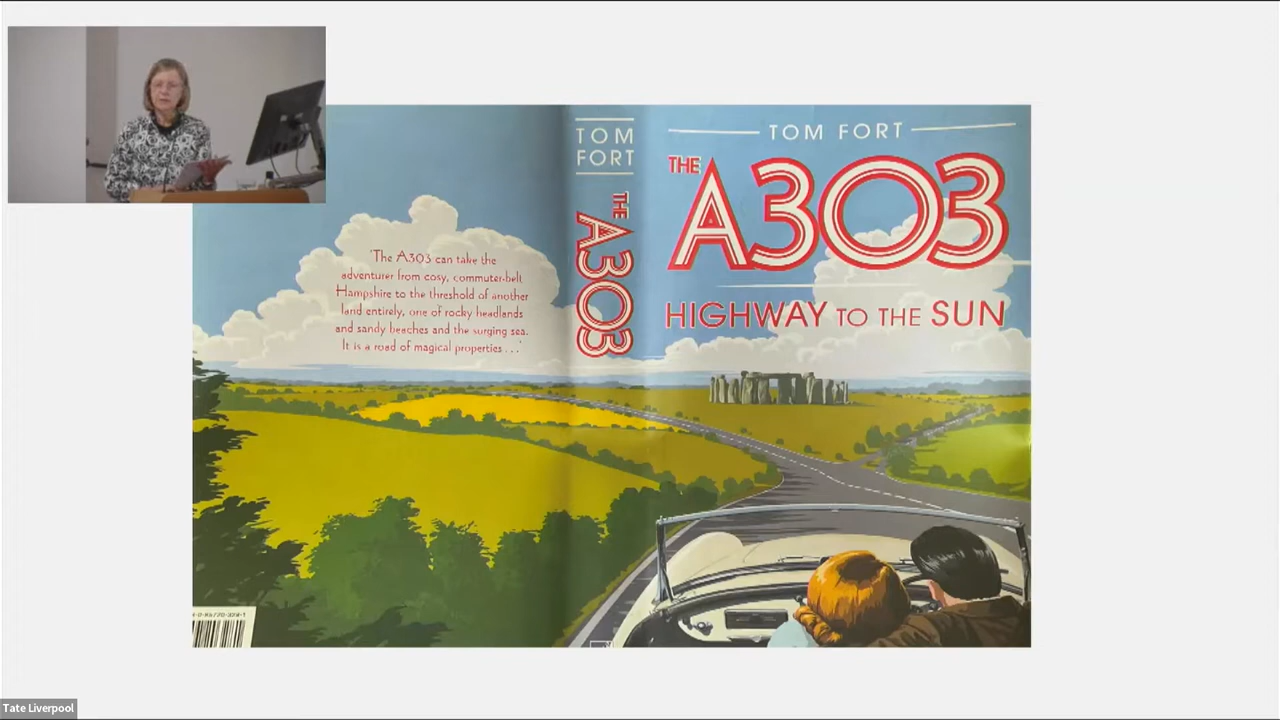 TOM FORT
THE
A303
HIGHWAY TO THE SUN
TOM
FORT
THE A303
'The A303 can take the
adventurer from cosy, commuter-belt
Hampshire to the threshold of another
land entirely, one of rocky headlands
and sandy beaches and the surging sea.
It is a road of magical properties . . .'
Tate Liverpool